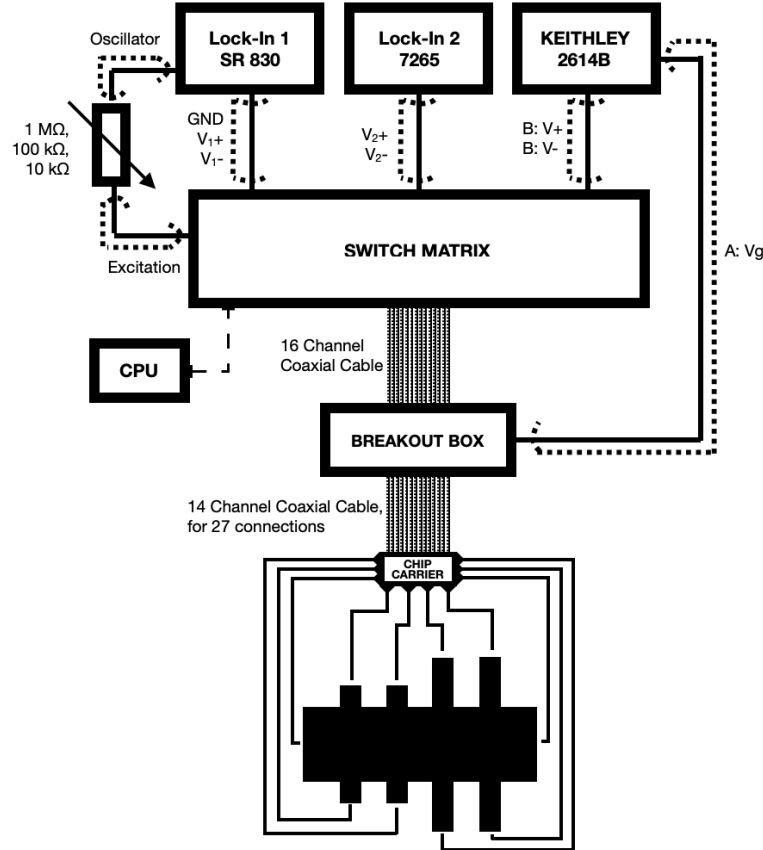 Oscillator
Lock-In 1
SR 830
Lock-In 2
7265
KEITHLEY
2614B
1 MΩ,
100 kΩ,
10 kΩ
GND
V₁+
V₁-
V₂+
V₂-
B: V+
B: V-
A: Vg
Excitation
SWITCH MATRIX
16 Channel
Coaxial Cable
CPU
BREAKOUT BOX
14 Channel Coaxial Cable,
for 27 connections
CHIP
CARRIER